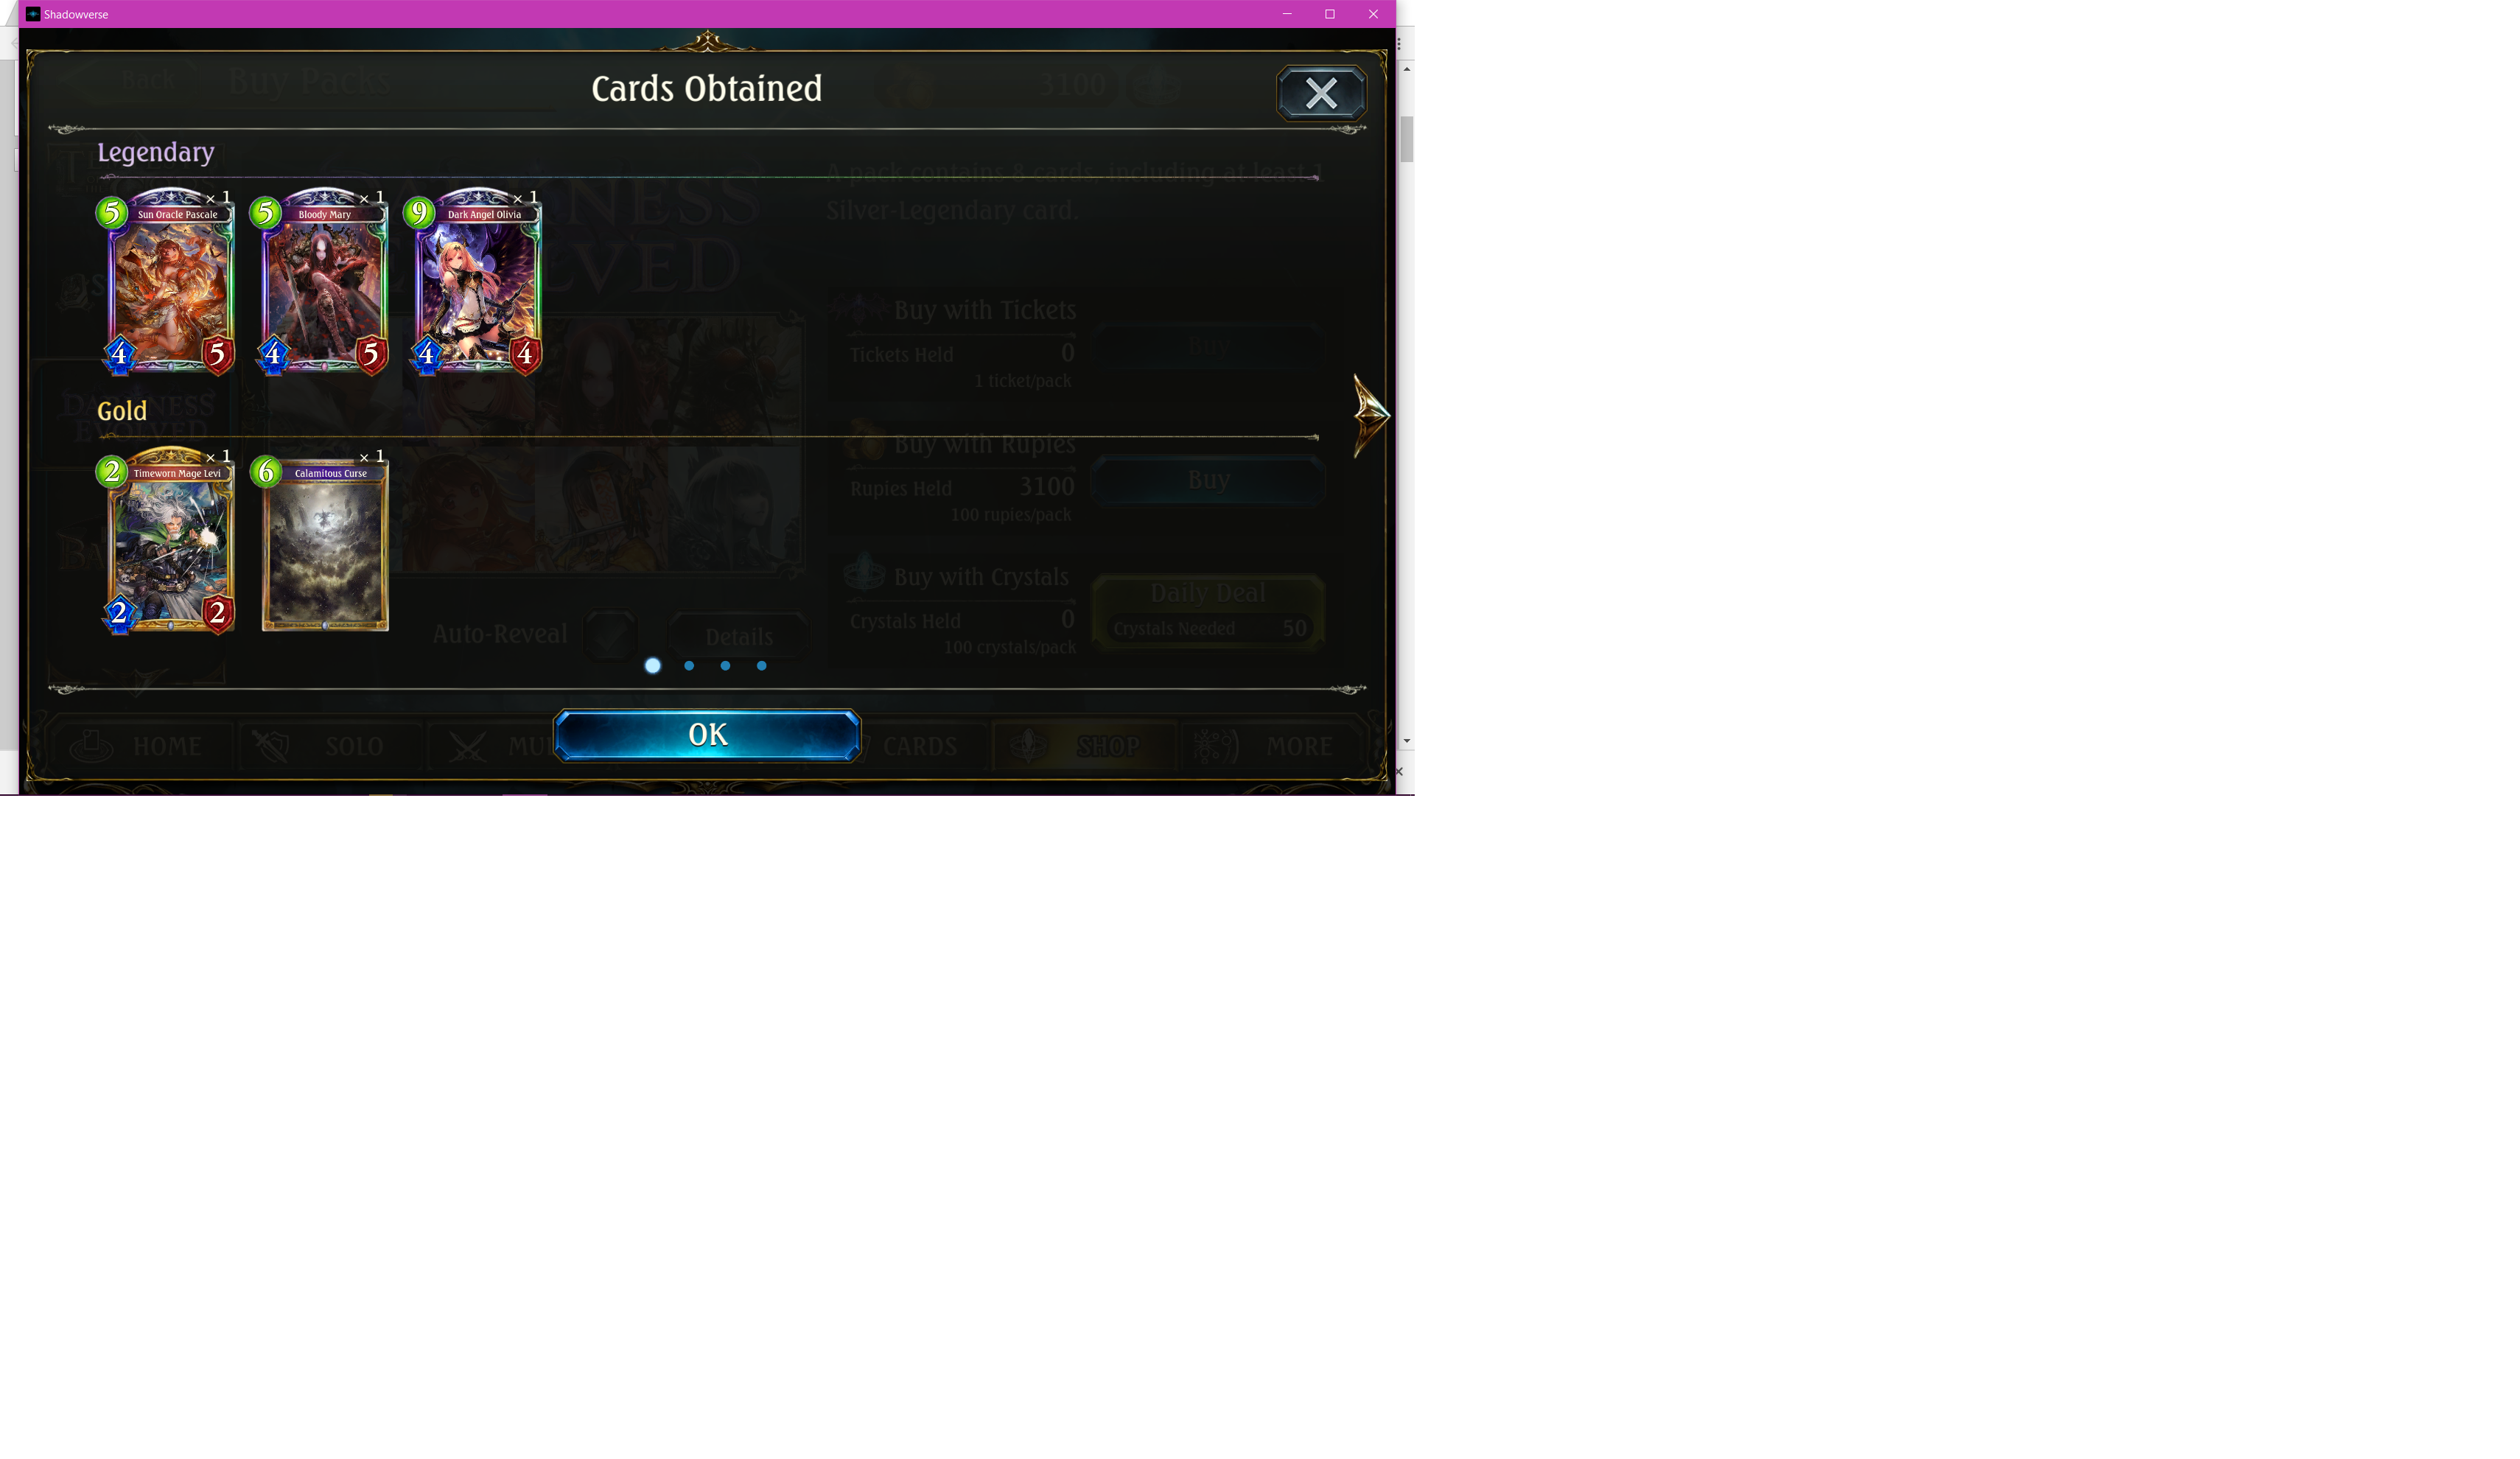 Shadowverse
Back
Buy Packs
3100
Cards Obtained
Legendary
A pack contains 8 cards, including at least 1
Silver-Legendary card.
5 Sun Oracle Pascale × 1
4 5
5 Bloody Mary × 1
4 5
9 Dark Angel Olivia × 1
4 4
Buy with Tickets
Tickets Held 0
1 ticket/pack
Buy
DARKNESS
EVOLVED
Gold
2 Timeworn Mage Levi × 1
2 2
6 Calamitous Curse × 1
Buy with Rupies
Rupies Held 3100
100 rupies/pack
Buy
Buy with Crystals
Crystals Held 0
100 crystals/pack
Daily Deal
Crystals Needed 50
Auto-Reveal
Details
OK
HOME
SOLO
CARDS
SHOP
MORE